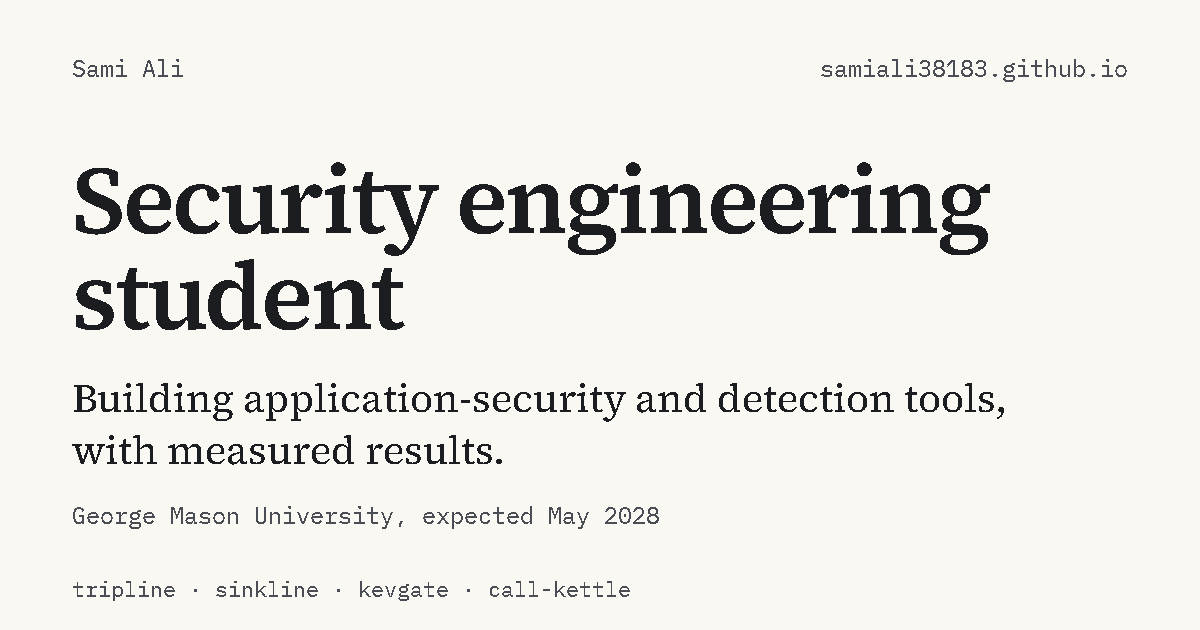 Sami Ali
samiali38183.github.io
Security engineering
student
Building application-security and detection tools,
with measured results.
George Mason University, expected May 2028
tripline · sinkline · kevgate · call-kettle